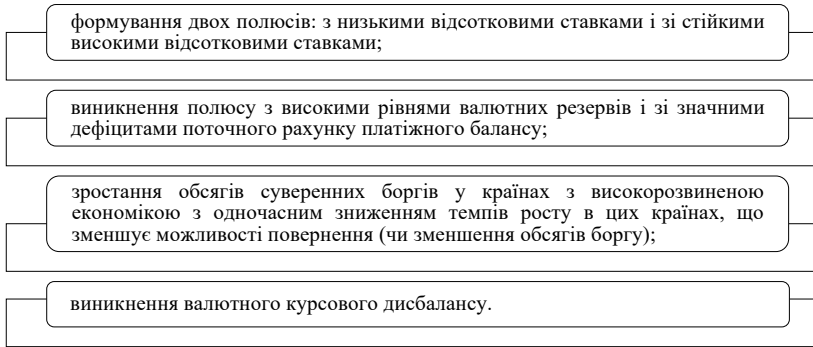 формування двох полюсів: з низькими відсотковими ставками і зі стійкими
високими відсотковими ставками;
виникнення полюсу з високими рівнями валютних резервів і зі значними
дефіцитами поточного рахунку платіжного балансу;
зростання обсягів суверенних боргів у країнах з високорозвиненою
економікою з одночасним зниженням темпів росту в цих країнах, що
зменшує можливості повернення (чи зменшення обсягів боргу);
виникнення валютного курсового дисбалансу.